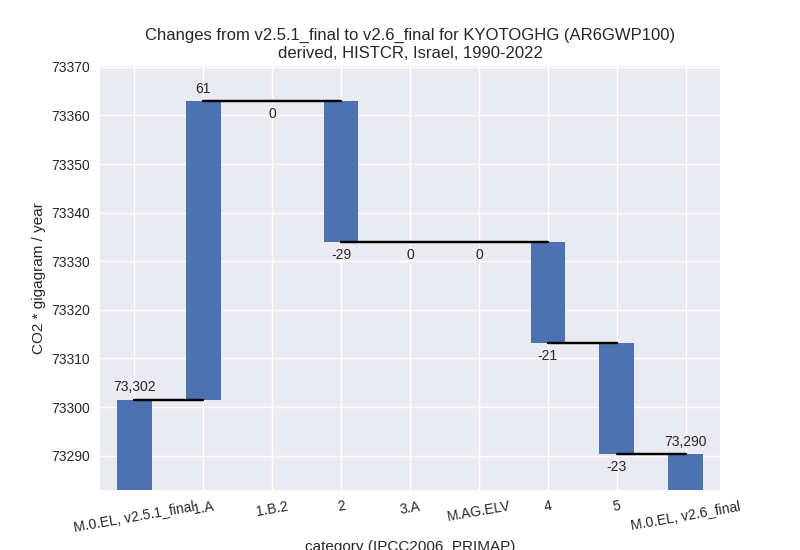 Changes from v2.5.1_final to v2.6_final for KYOTOGHG (AR6GWP100)
derived, HISTCR, Israel, 1990-2022
CO2 * gigagram / year
73370
73360
73350
73340
73330
73320
73310
73300
73290
73,302
61
0
-29
0
0
-21
-23
73,290
M.0.EL, v2.5.1_final
1.A
1.B.2
2
3.A
M.AG.ELV
4
5
M.0.EL, v2.6_final
category (IPCC2006_PRIMAP)